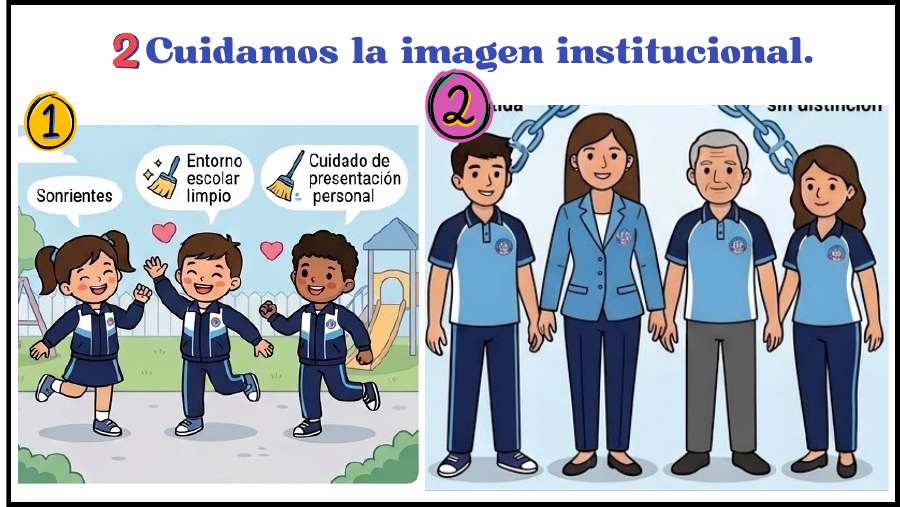 2 Cuidamos la imagen institucional.
1
Sonrientes
Entorno
escolar
limpio
Cuidado de
presentación
personal
2
sin distinción